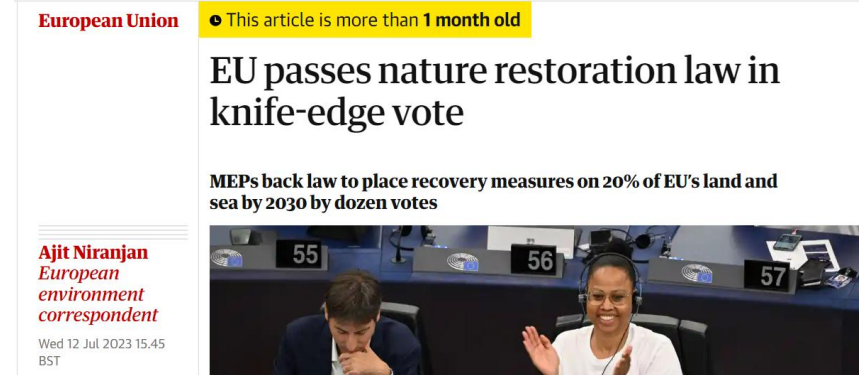 European Union
This article is more than 1 month old
EU passes nature restoration law in
knife-edge vote
MEPs back law to place recovery measures on 20% of EU's land and
sea by 2030 by dozen votes
Ajit Niranjan
European
environment
correspondent
Wed 12 Jul 2023 15.45
BST
55
56
57